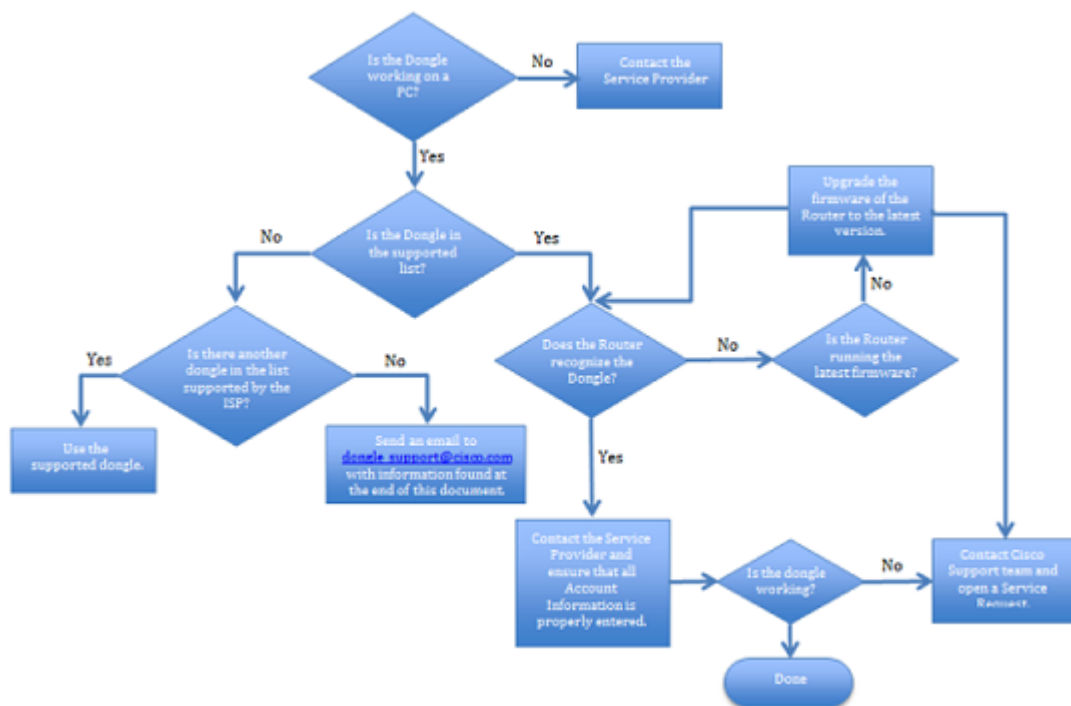 Is the Dongle
working on a
PC?
No
Contact the
Service Provider
Yes
Upgrade the
firmware of the
Router to the latest
version.
No
Is the Dongle in
the supported
list?
Yes
No
Yes
Is there another
dongle in the list
supported by the
ISP?
No
Does the Router
recognize the
Dongle?
No
Is the Router
running the
latest firmware?
Use the
supported dongle.
Send an email to
dongle_support@cisco.com
with information found at
the end of this document.
Yes
Contact the Service
Provider and
ensure that all
Account
Information is
properly entered.
Is the dongle
working?
No
Contact Cisco
Support team and
open a Service
Request.
Done